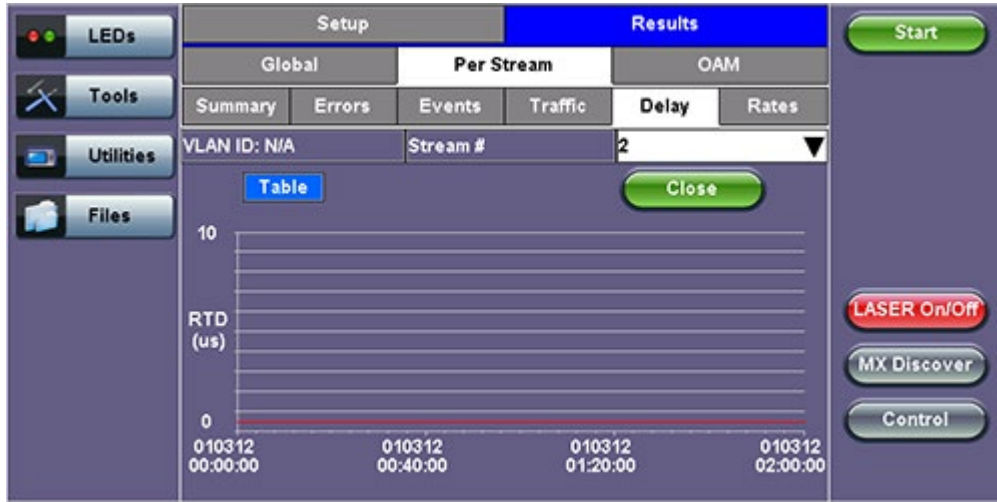 LEDs
Tools
Utilities
Files
Setup Results
Global Per Stream OAM
Summary Errors Events Traffic Delay Rates
VLAN ID: N/A Stream # 2
Table Close
10
RTD
(us)
0
010312 010312 010312 010312
00:00:00 00:40:00 01:20:00 02:00:00
Start
LASER On/Off
MX Discover
Control